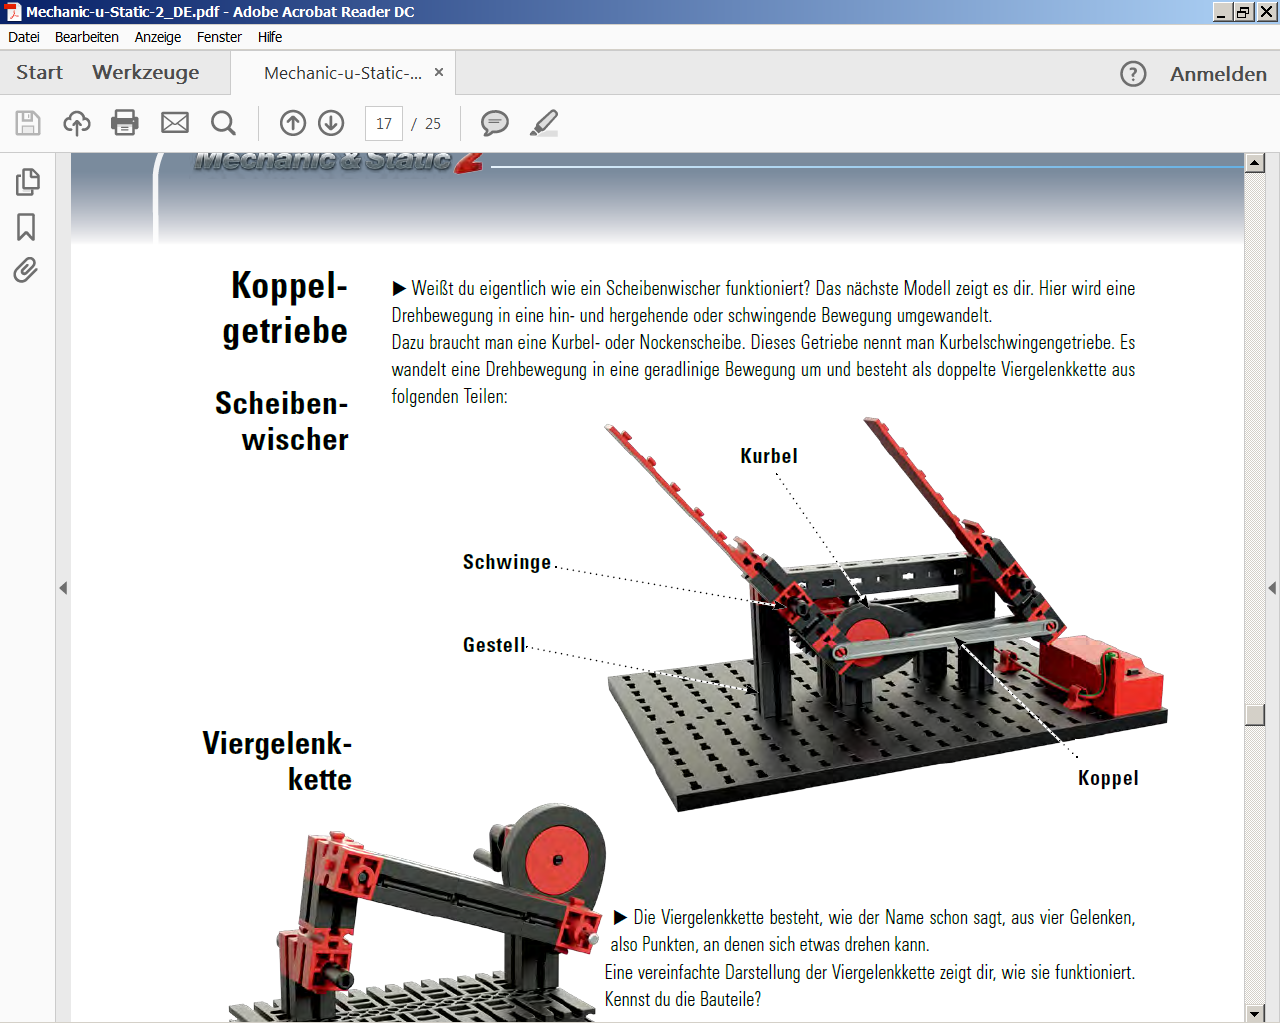 Mechanic-u-Static-2_DE.pdf - Adobe Acrobat Reader DC
Datei Bearbeiten Anzeige Fenster Hilfe
Start Werkzeuge Mechanic-u-Static-... × ? Anmelden
17 / 25
Mechanic & Static 2
Koppel-
getriebe
► Weißt du eigentlich wie ein Scheibenwischer funktioniert? Das nächste Modell zeigt es dir. Hier wird eine
Drehbewegung in eine hin- und hergehende oder schwingende Bewegung umgewandelt.
Dazu braucht man eine Kurbel- oder Nockenscheibe. Dieses Getriebe nennt man Kurbelschwingengetriebe. Es
wandelt eine Drehbewegung in eine geradlinige Bewegung um und besteht als doppelte Viergelenkkette aus
folgenden Teilen:
Scheiben-
wischer
Kurbel
Schwinge
Gestell
Koppel
Viergelenk-
kette
► Die Viergelenkkette besteht, wie der Name schon sagt, aus vier Gelenken,
also Punkten, an denen sich etwas drehen kann.
Eine vereinfachte Darstellung der Viergelenkkette zeigt dir, wie sie funktioniert.
Kennst du die Bauteile?